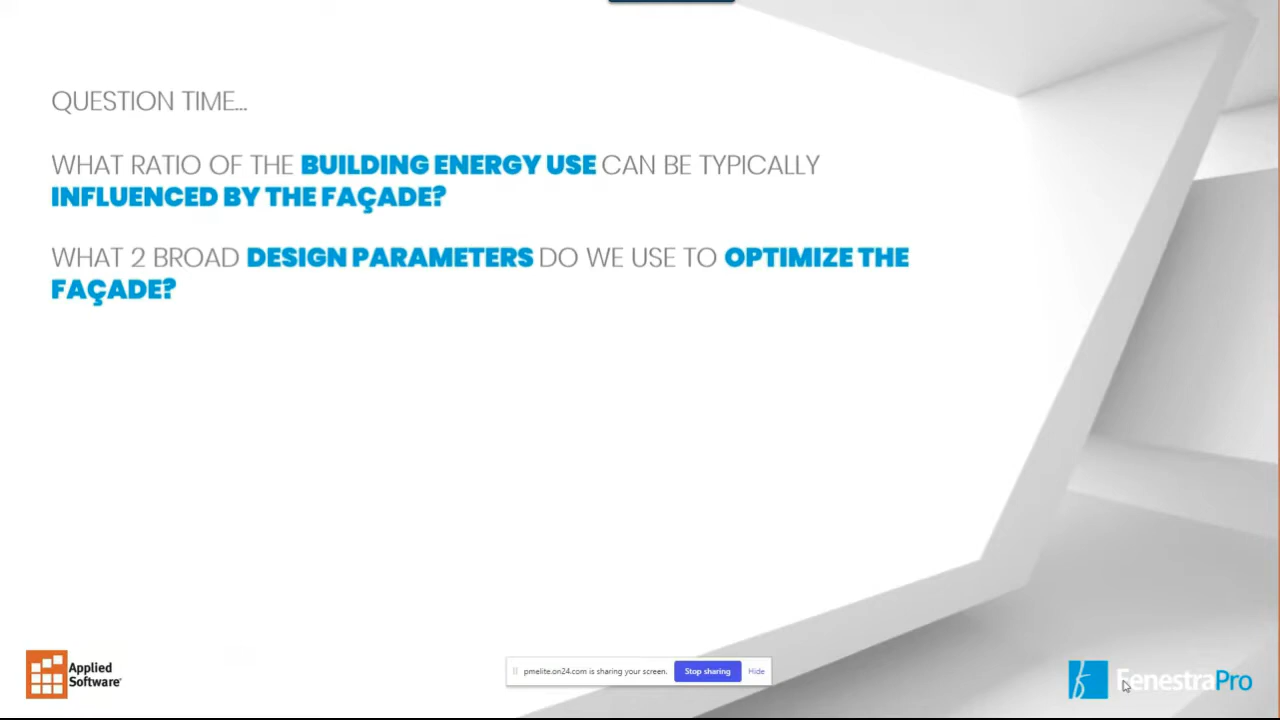 QUESTION TIME...
WHAT RATIO OF THE BUILDING ENERGY USE CAN BE TYPICALLY
INFLUENCED BY THE FAÇADE?
WHAT 2 BROAD DESIGN PARAMETERS DO WE USE TO OPTIMIZE THE
FAÇADE?
Applied
Software
pmelite.on24.com is sharing your screen. Stop sharing Hide
FenestraPro